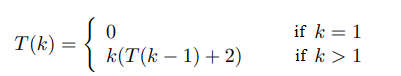 T(k) = { 0 if k = 1
k(T(k − 1) + 2) if k > 1